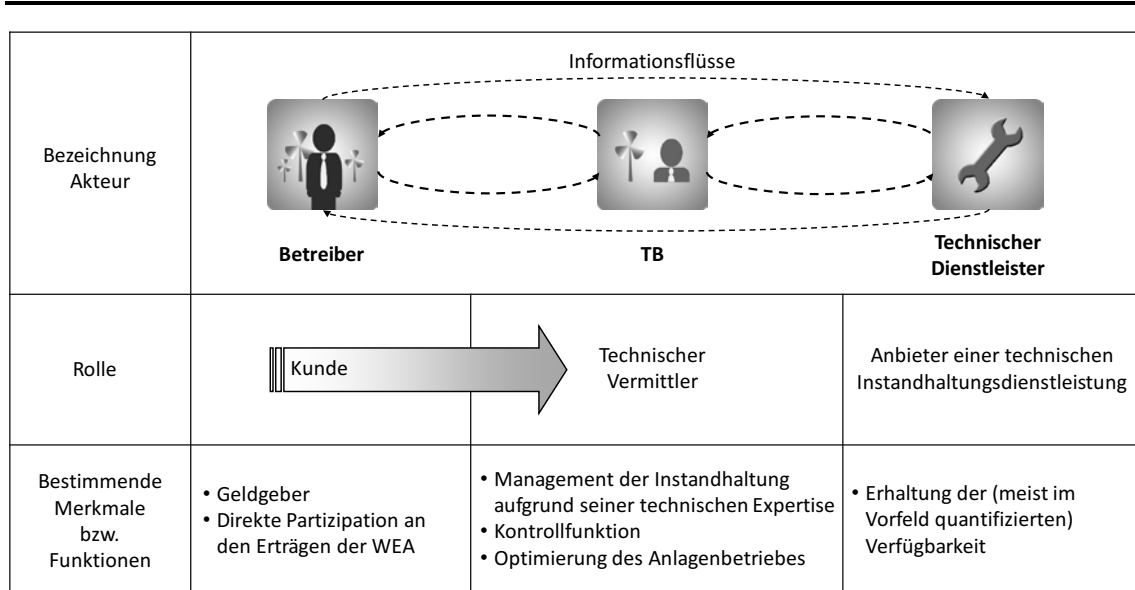 Bezeichnung
Akteur
Informationsflüsse
Betreiber
TB
Technischer
Dienstleister
Rolle
Kunde
Technischer
Vermittler
Anbieter einer technischen
Instandhaltungsdienstleistung
Bestimmende
Merkmale
bzw.
Funktionen
• Geldgeber
• Direkte Partizipation an
den Erträgen der WEA
• Management der Instandhaltung
aufgrund seiner technischen Expertise
• Kontrollfunktion
• Optimierung des Anlagenbetriebes
• Erhaltung der (meist im
Vorfeld quantifizierten)
Verfügbarkeit